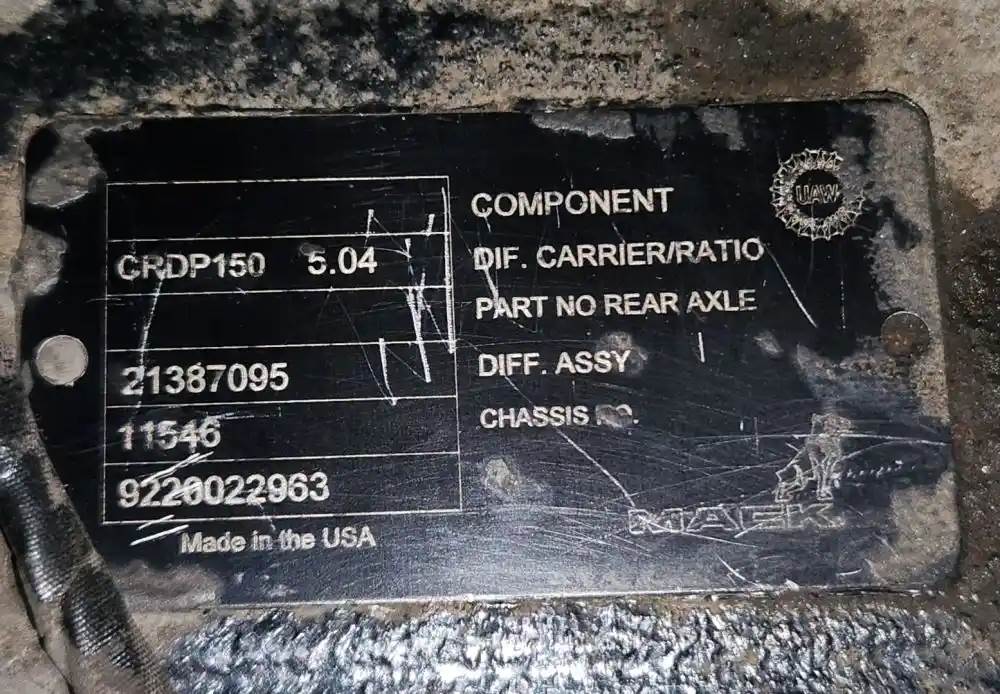 COMPONENT
UAW
CRDP150 5.04
DIF. CARRIER/RATIO
PART NO REAR AXLE
21387095
DIFF. ASSY
11546
CHASSIS
9220022963
MACK
Made in the USA